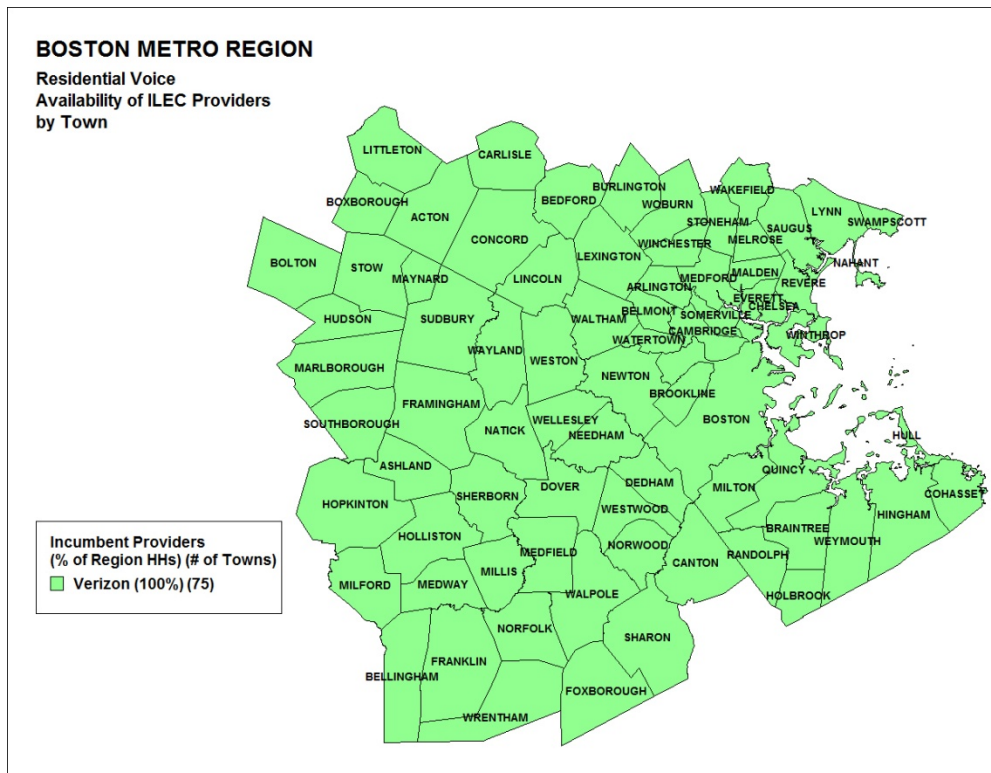 BOSTON METRO REGION
Residential Voice
Availability of ILEC Providers
by Town
LITTLETON
CARLISLE
BURLINGTON
WAKEFIELD
BOXBOROUGH
BEDFORD
WOBURN
LYNN
ACTON
STONEHAM
SWAMPSCOTT
SAUGUS
CONCORD
WINCHESTER
MELROSE
LEXINGTON
BOLTON
STOW
NAHANT
MAYNARD
LINCOLN
MEDFORD
MALDEN
REVERE
ARLINGTON
EVERETT
CHELSEA
HUDSON
SUDBURY
WALTHAM
BELMONT
SOMERVILLE
CAMBRIDGE
WINTHROP
WATERTOWN
WAYLAND
WESTON
MARLBOROUGH
NEWTON
BROOKLINE
FRAMINGHAM
SOUTHBOROUGH
WELLESLEY
BOSTON
NATICK
NEEDHAM
HULL
ASHLAND
QUINCY
SHERBORN
DOVER
DEDHAM
MILTON
COHASSET
HOPKINTON
WESTWOOD
HINGHAM
BRAINTREE
HOLLISTON
WEYMOUTH
NORWOOD
MEDFIELD
RANDOLPH
CANTON
MILLIS
MILFORD
MEDWAY
WALPOLE
HOLBROOK
NORFOLK
SHARON
FRANKLIN
BELLINGHAM
FOXBOROUGH
WRENTHAM
Incumbent Providers
(% of Region HHs) (# of Towns)
Verizon (100%) (75)